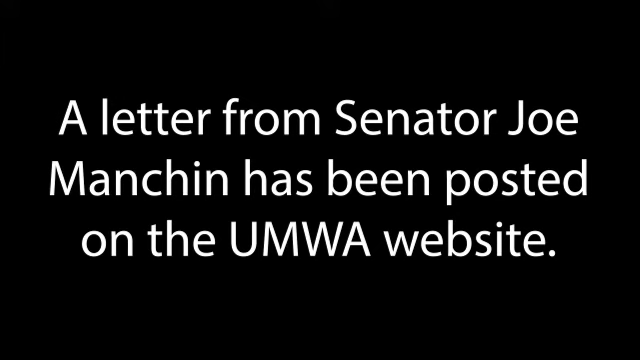 A letter from Senator Joe
Manchin has been posted
on the UMWA website.